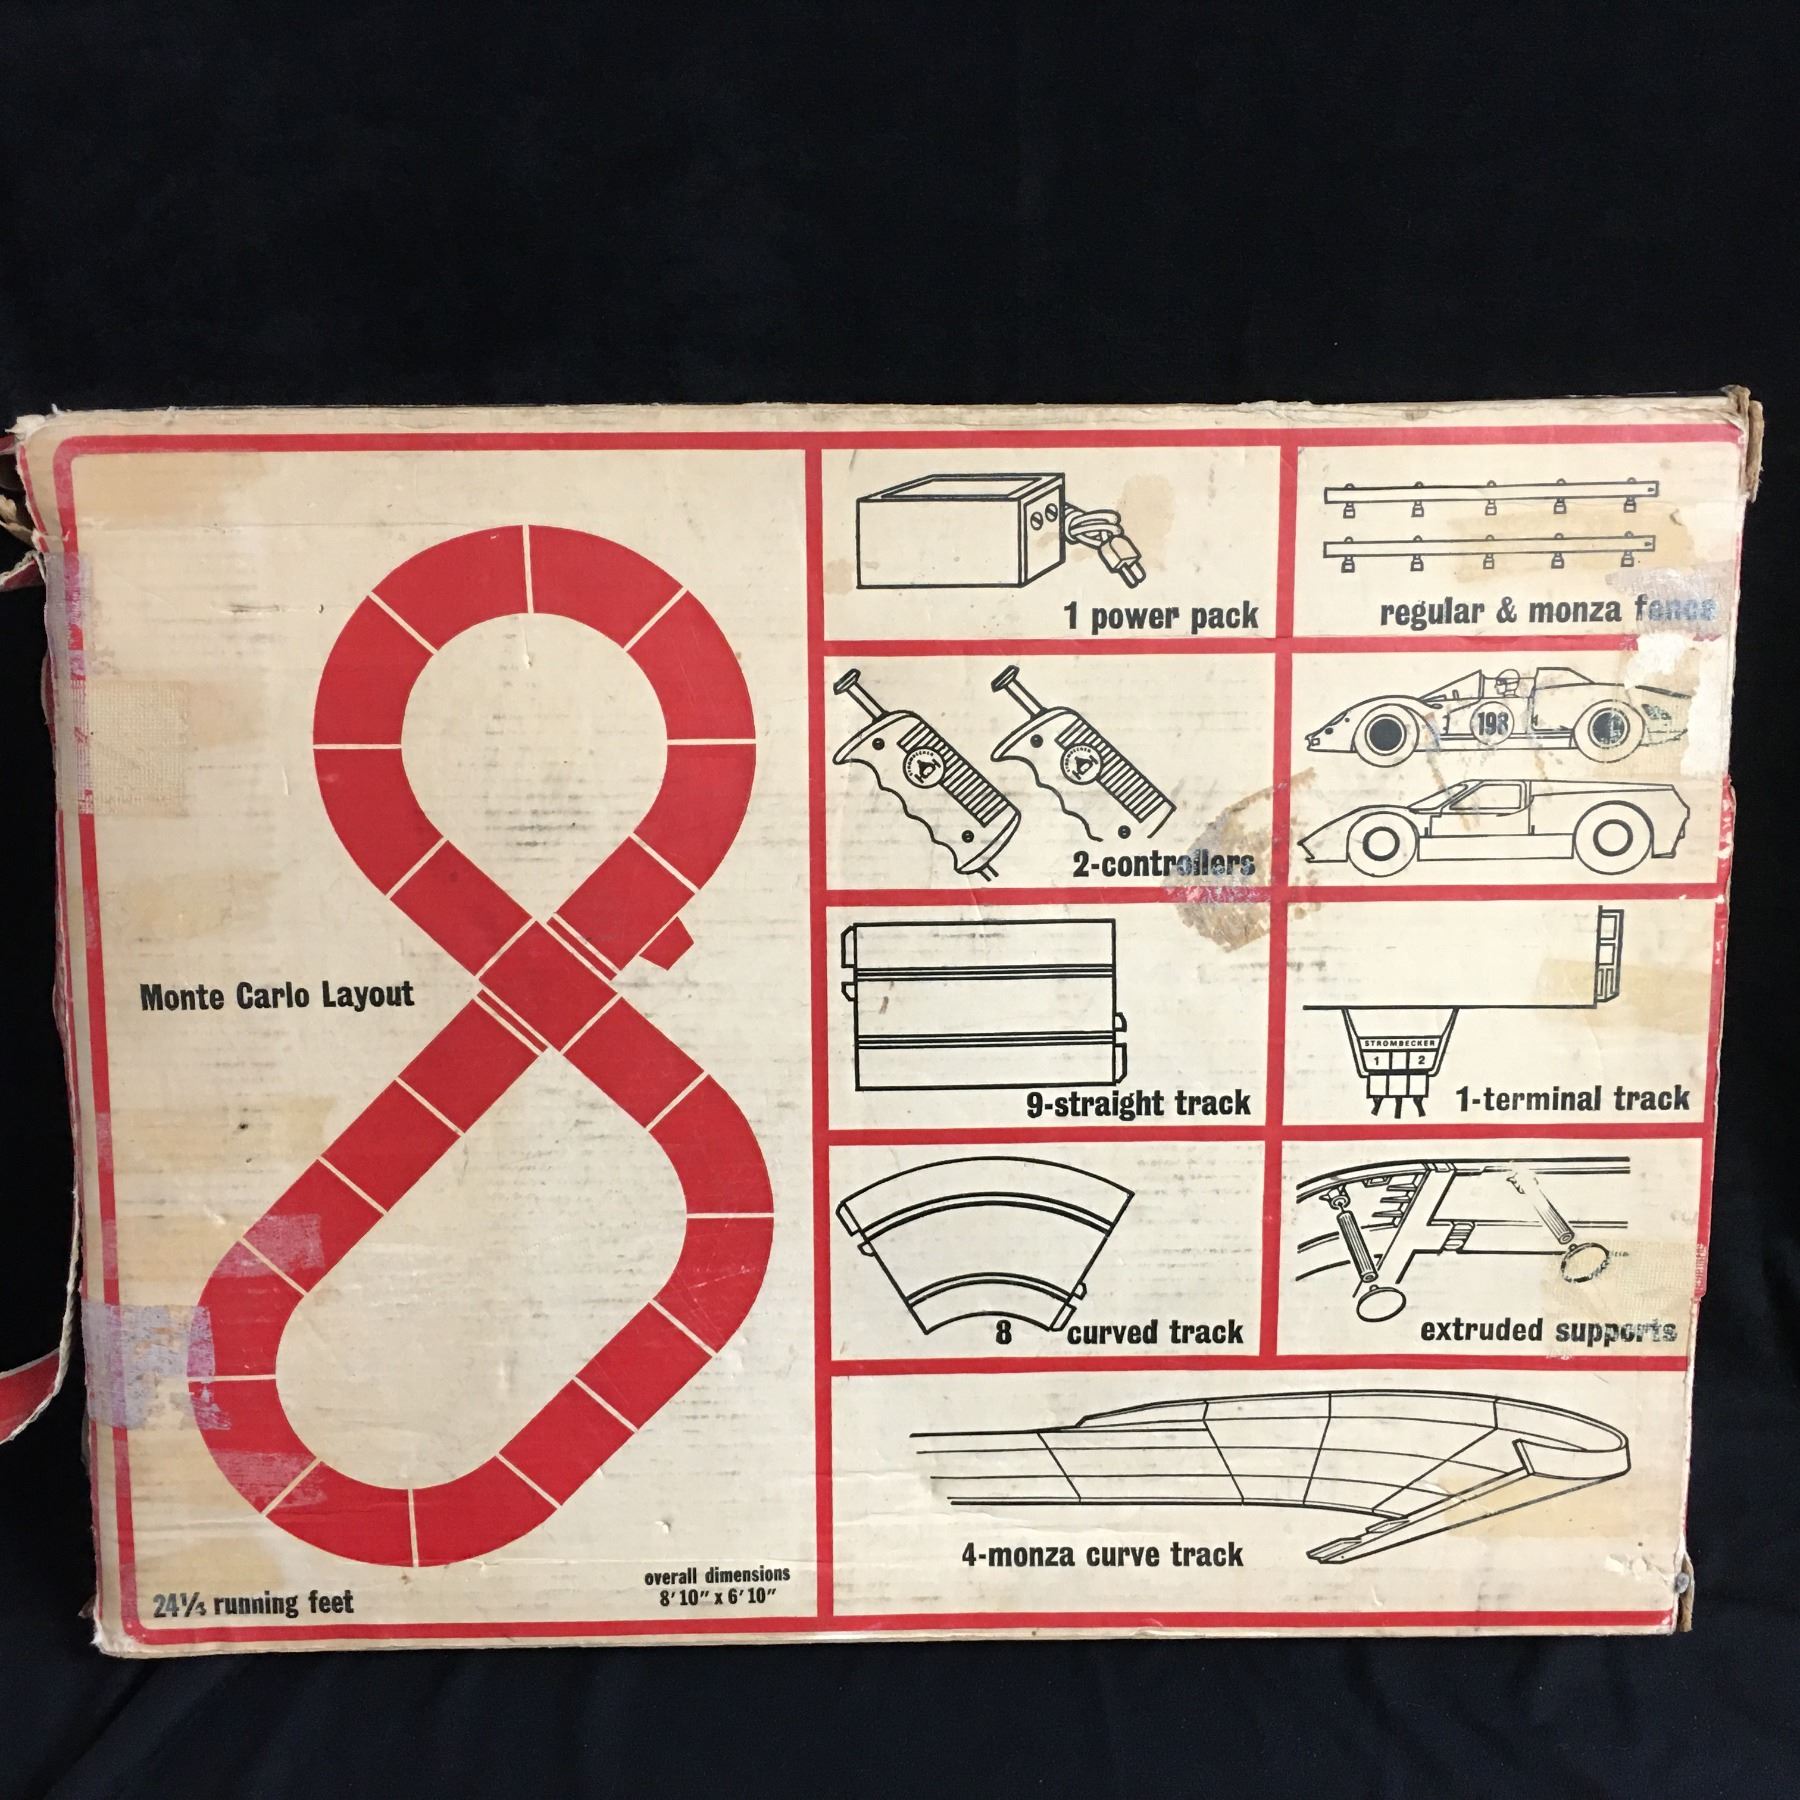 Monte Carlo Layout
24⅓ running feet
overall dimensions
8' 10" x 6' 10"
1 power pack
regular & monza fence
STROMBECKER
STROMBECKER
2-controllers
198
9-straight track
STROMBECKER
1 2
1-terminal track
8 curved track
extruded supports
4-monza curve track